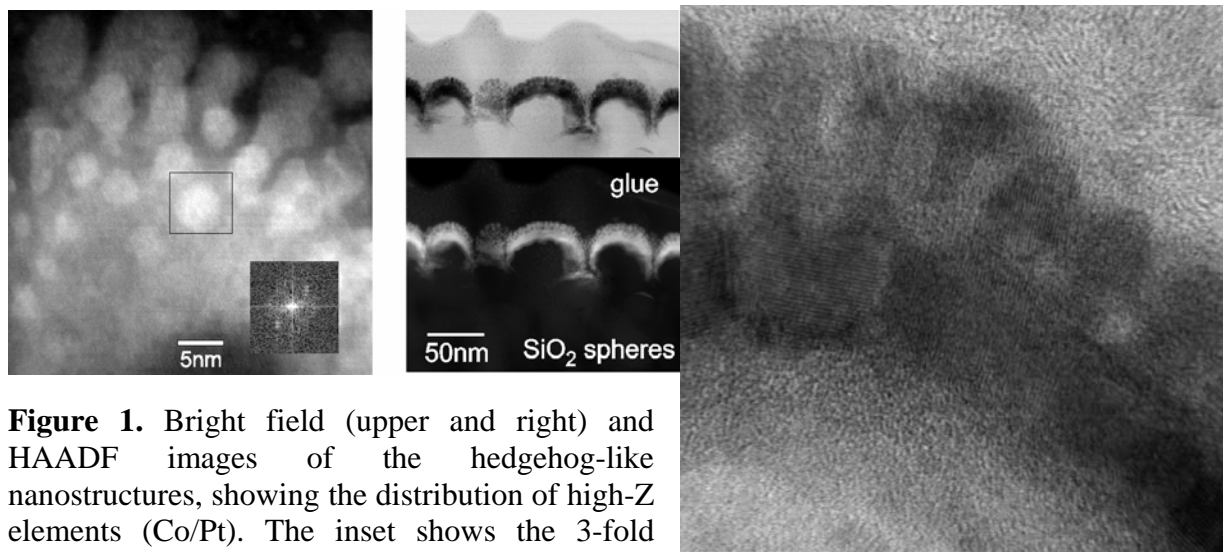 5nm
glue
50nm
SiO₂ spheres
Figure 1. Bright field (upper and right) and
HAADF images of the hedgehog-like
nanostructures, showing the distribution of high-Z
elements (Co/Pt). The inset shows the 3-fold